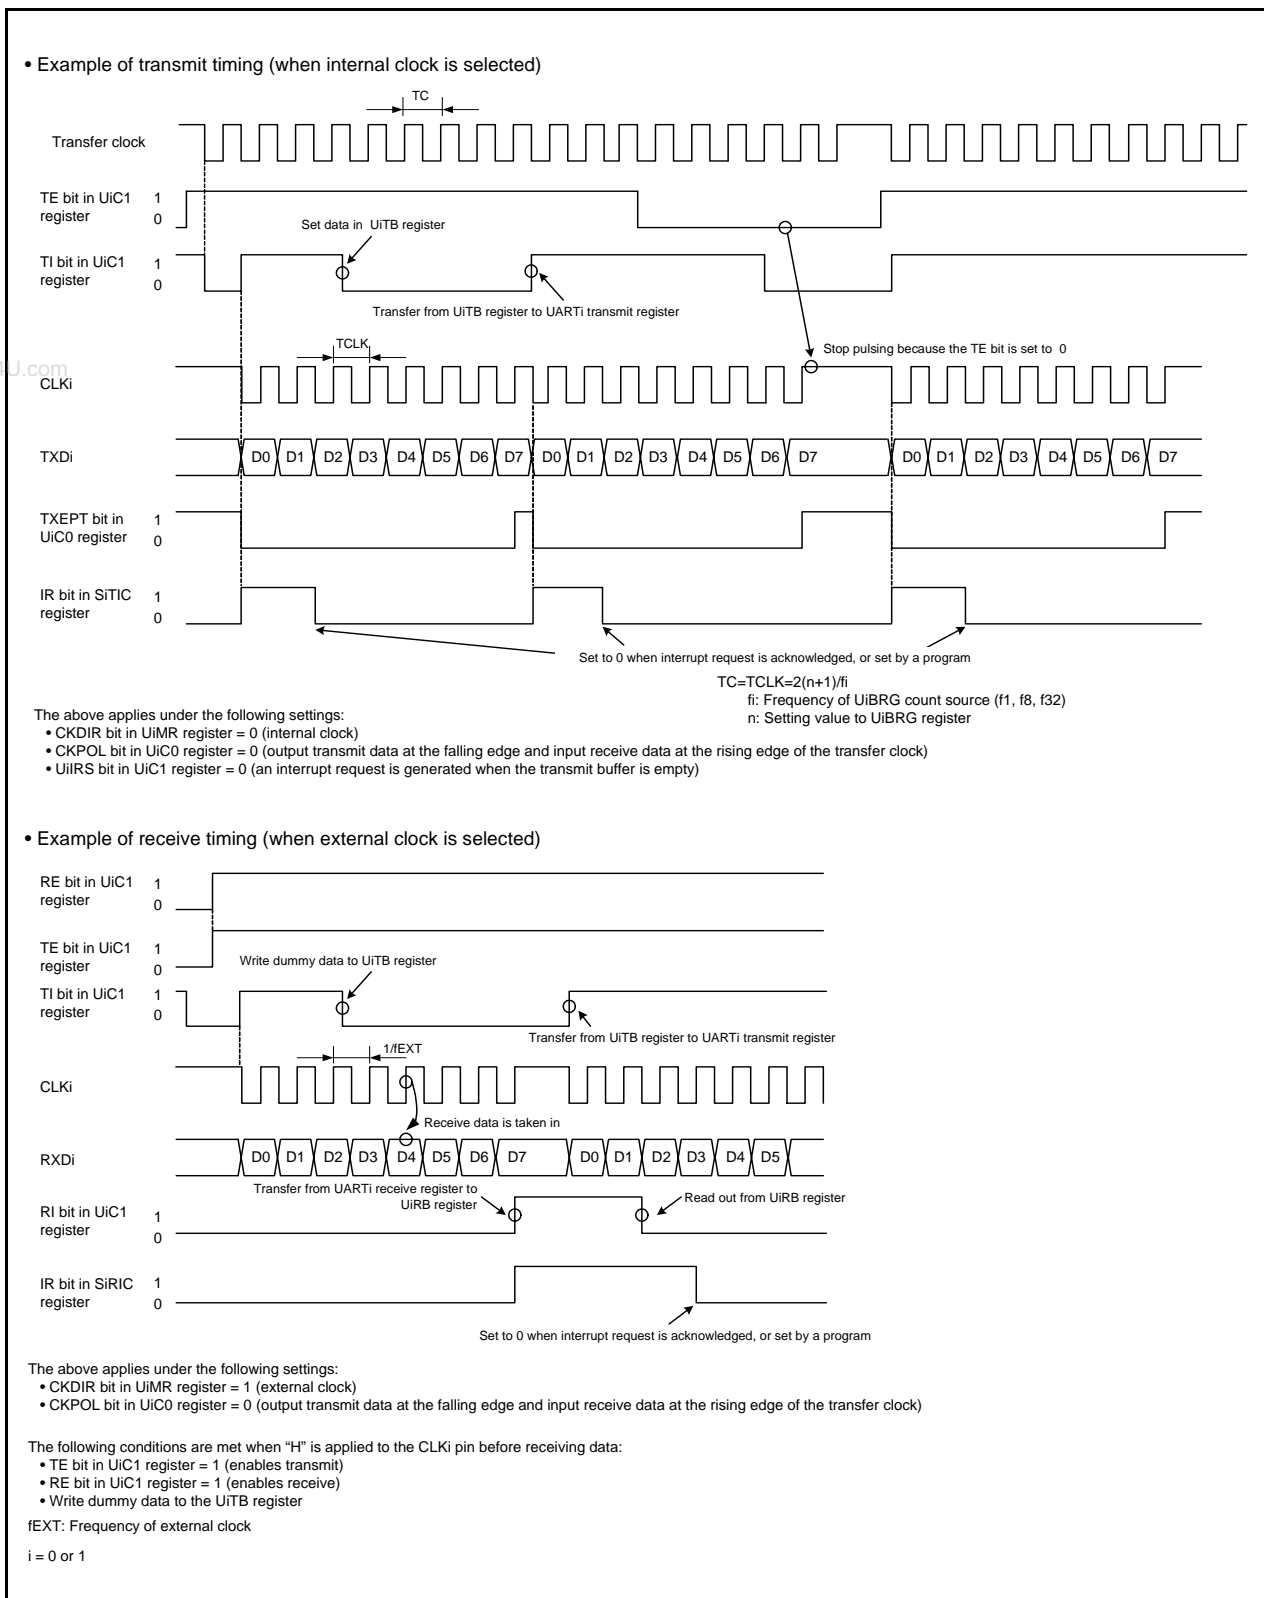 • Example of transmit timing (when internal clock is selected)
TC
Transfer clock
TE bit in UiC1 1
register 0
Set data in UiTB register
TI bit in UiC1 1
register 0
Transfer from UiTB register to UARTi transmit register
TCLK
Stop pulsing because the TE bit is set to 0
4U.com
CLKi
TXDi D0 D1 D2 D3 D4 D5 D6 D7 D0 D1 D2 D3 D4 D5 D6 D7 D0 D1 D2 D3 D4 D5 D6 D7
TXEPT bit in 1
UiC0 register 0
IR bit in SiTIC 1
register 0
Set to 0 when interrupt request is acknowledged, or set by a program
TC=TCLK=2(n+1)/fi
fi: Frequency of UiBRG count source (f1, f8, f32)
n: Setting value to UiBRG register
The above applies under the following settings:
• CKDIR bit in UiMR register = 0 (internal clock)
• CKPOL bit in UiC0 register = 0 (output transmit data at the falling edge and input receive data at the rising edge of the transfer clock)
• UiIRS bit in UiC1 register = 0 (an interrupt request is generated when the transmit buffer is empty)
• Example of receive timing (when external clock is selected)
RE bit in UiC1 1
register 0
TE bit in UiC1 1
register 0
Write dummy data to UiTB register
TI bit in UiC1 1
register 0
Transfer from UiTB register to UARTi transmit register
1/fEXT
CLKi
Receive data is taken in
RXDi D0 D1 D2 D3 D4 D5 D6 D7 D0 D1 D2 D3 D4 D5
Transfer from UARTi receive register to
UiRB register
Read out from UiRB register
RI bit in UiC1 1
register 0
IR bit in SiRIC 1
register 0
Set to 0 when interrupt request is acknowledged, or set by a program
The above applies under the following settings:
• CKDIR bit in UiMR register = 1 (external clock)
• CKPOL bit in UiC0 register = 0 (output transmit data at the falling edge and input receive data at the rising edge of the transfer clock)
The following conditions are met when “H” is applied to the CLKi pin before receiving data:
• TE bit in UiC1 register = 1 (enables transmit)
• RE bit in UiC1 register = 1 (enables receive)
• Write dummy data to the UiTB register
fEXT: Frequency of external clock
i = 0 or 1